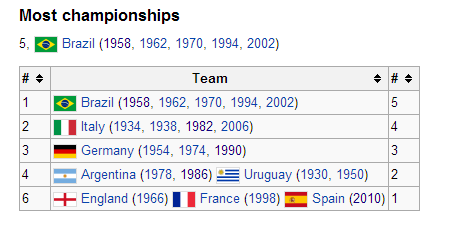 Most championships
5, Brazil (1958, 1962, 1970, 1994, 2002)
# Team #
1 Brazil (1958, 1962, 1970, 1994, 2002) 5
2 Italy (1934, 1938, 1982, 2006) 4
3 Germany (1954, 1974, 1990) 3
4 Argentina (1978, 1986) Uruguay (1930, 1950) 2
6 England (1966) France (1998) Spain (2010) 1